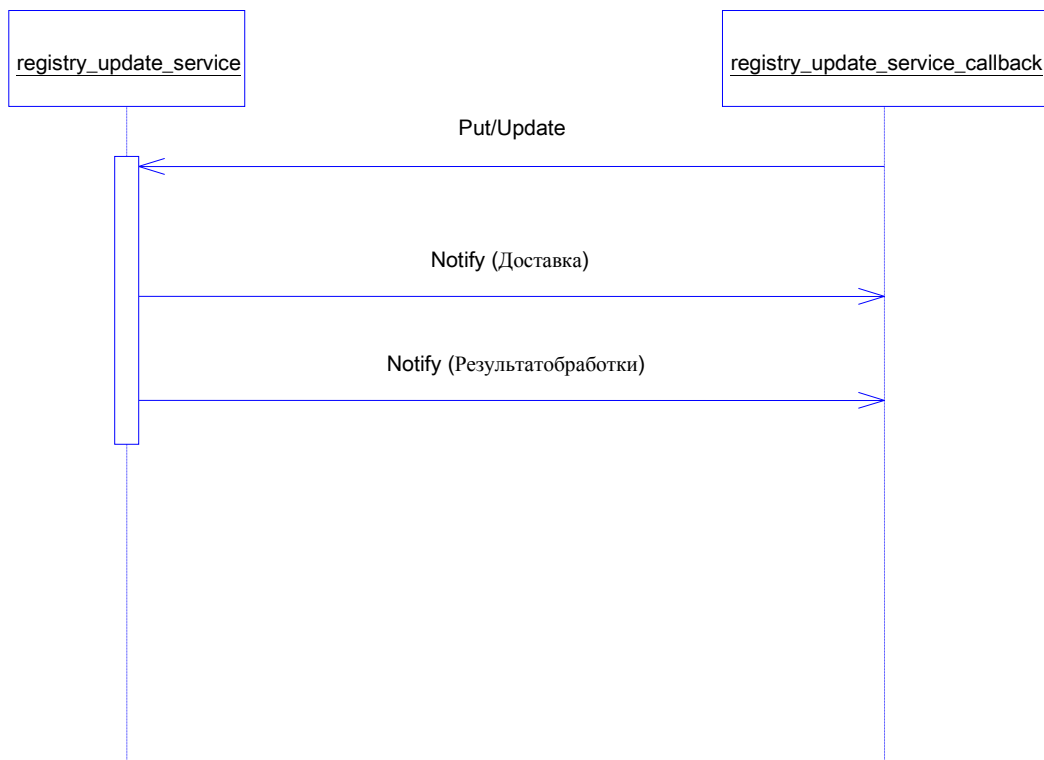 registry_update_service
registry_update_service_callback
Put/Update
Notify (Доставка)
Notify (Результатобработки)